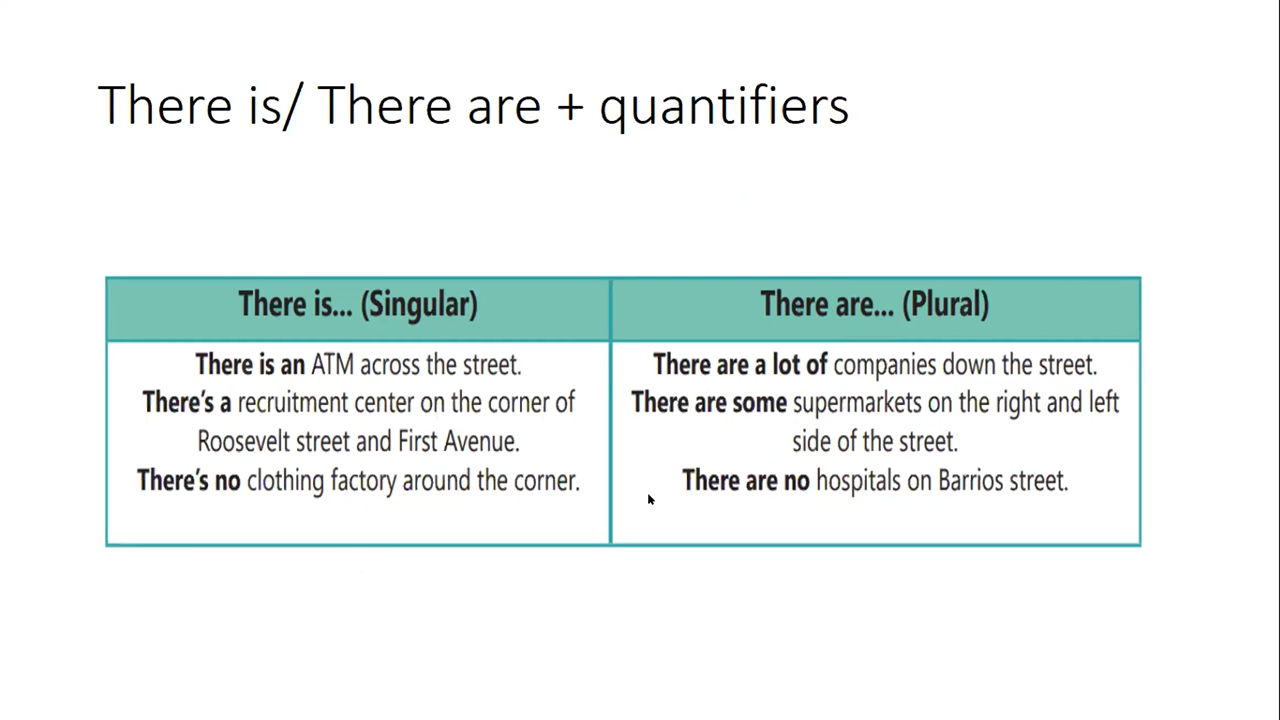 There is/ There are + quantifiers
There is... (Singular)
There are... (Plural)
There is an ATM across the street.
There's a recruitment center on the corner of
Roosevelt street and First Avenue.
There's no clothing factory around the corner.
There are a lot of companies down the street.
There are some supermarkets on the right and left
side of the street.
There are no hospitals on Barrios street.